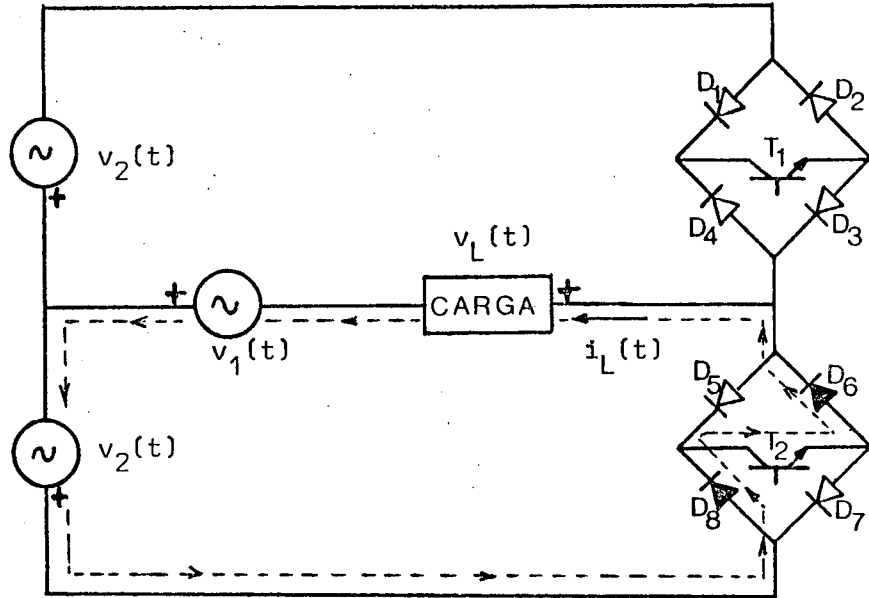 D1
D2
v2(t)
+
T1
D4
D3
vL(t)
+
CARGA
+
v1(t)
iL(t)
D5
D6
v2(t)
T2
+
D8
D7